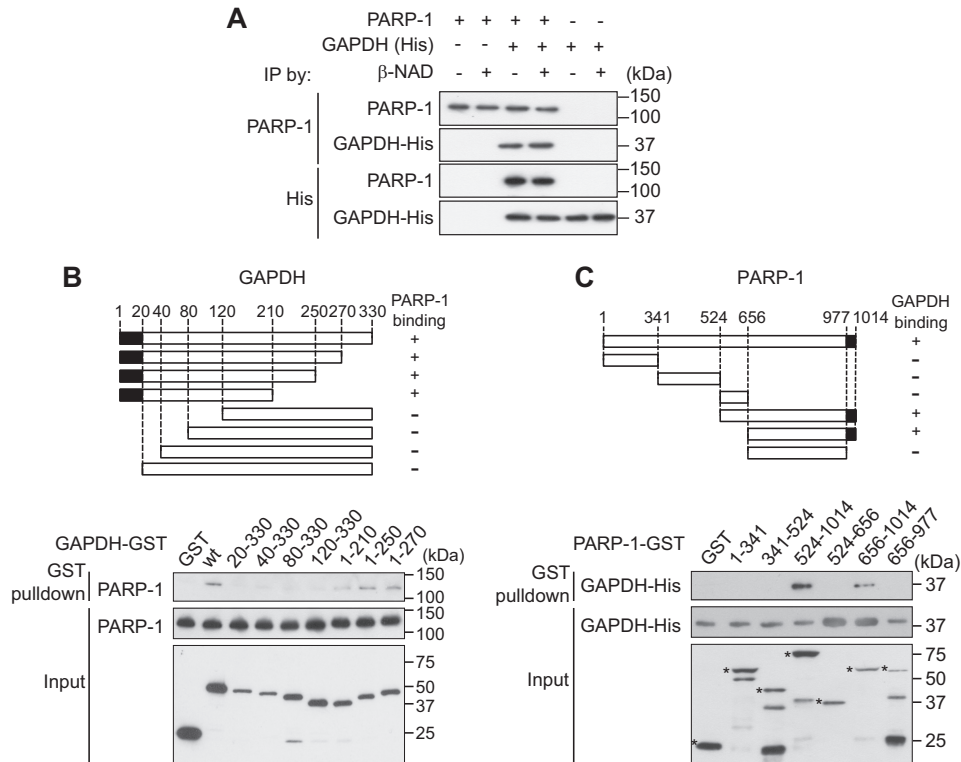 A
PARP-1 + + + + - -
GAPDH (His) - - + + + +
IP by: β-NAD - + - + - + (kDa)
PARP-1
PARP-1 150 100
GAPDH-His 37
His
PARP-1 150 100
GAPDH-His 37
B
GAPDH
1 20 40 80 120 210 250 270 330 PARP-1 binding
+
+
+
+
-
-
-
-
GAPDH-GST GST wt 20-330 40-330 80-330 120-330 1-210 1-250 1-270 (kDa)
GST pulldown PARP-1 150 100
Input
PARP-1 150 100
75
50
37
25
C
PARP-1
1 341 524 656 977 1014 GAPDH binding
+
-
-
-
+
+
-
PARP-1-GST GST 1-341 341-524 524-1014 524-656 656-1014 656-977 (kDa)
GST pulldown GAPDH-His 37
Input
GAPDH-His 37
* * * * * * *
75
50
37
25